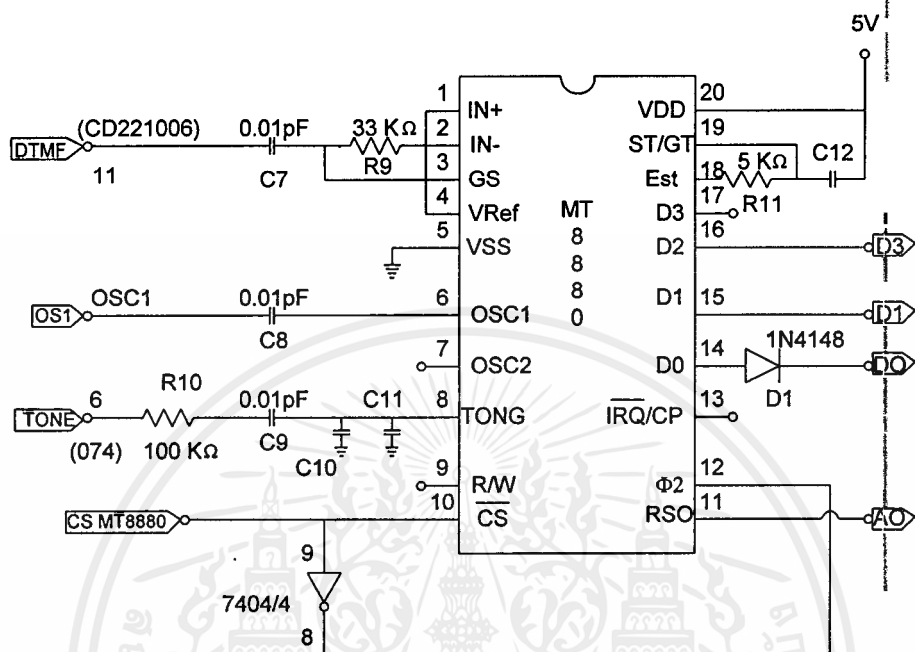 5V
1
20
IN+
VDD
(CD221006)
0.01pF
33 KΩ
2
19
DTMF
IN-
ST/GT
C12
11
C7
R9
3
18
5 KΩ
GS
Est
4
17
R11
VRef
MT
D3
5
8
16
VSS
D2
D3
8
OSC1
0.01pF
6
8
D1
15
OS1
OSC1
0
D1
C8
1N4148
7
14
OSC2
D0
DO
R10
D1
6
0.01pF
C11
8
13
TONE
TONG
IRQ/CP
(074)
100 KΩ
C9
C10
9
12
R/W
Φ2
10
11
CS MT8880
CS
RSO
AO
9
7404/4
8